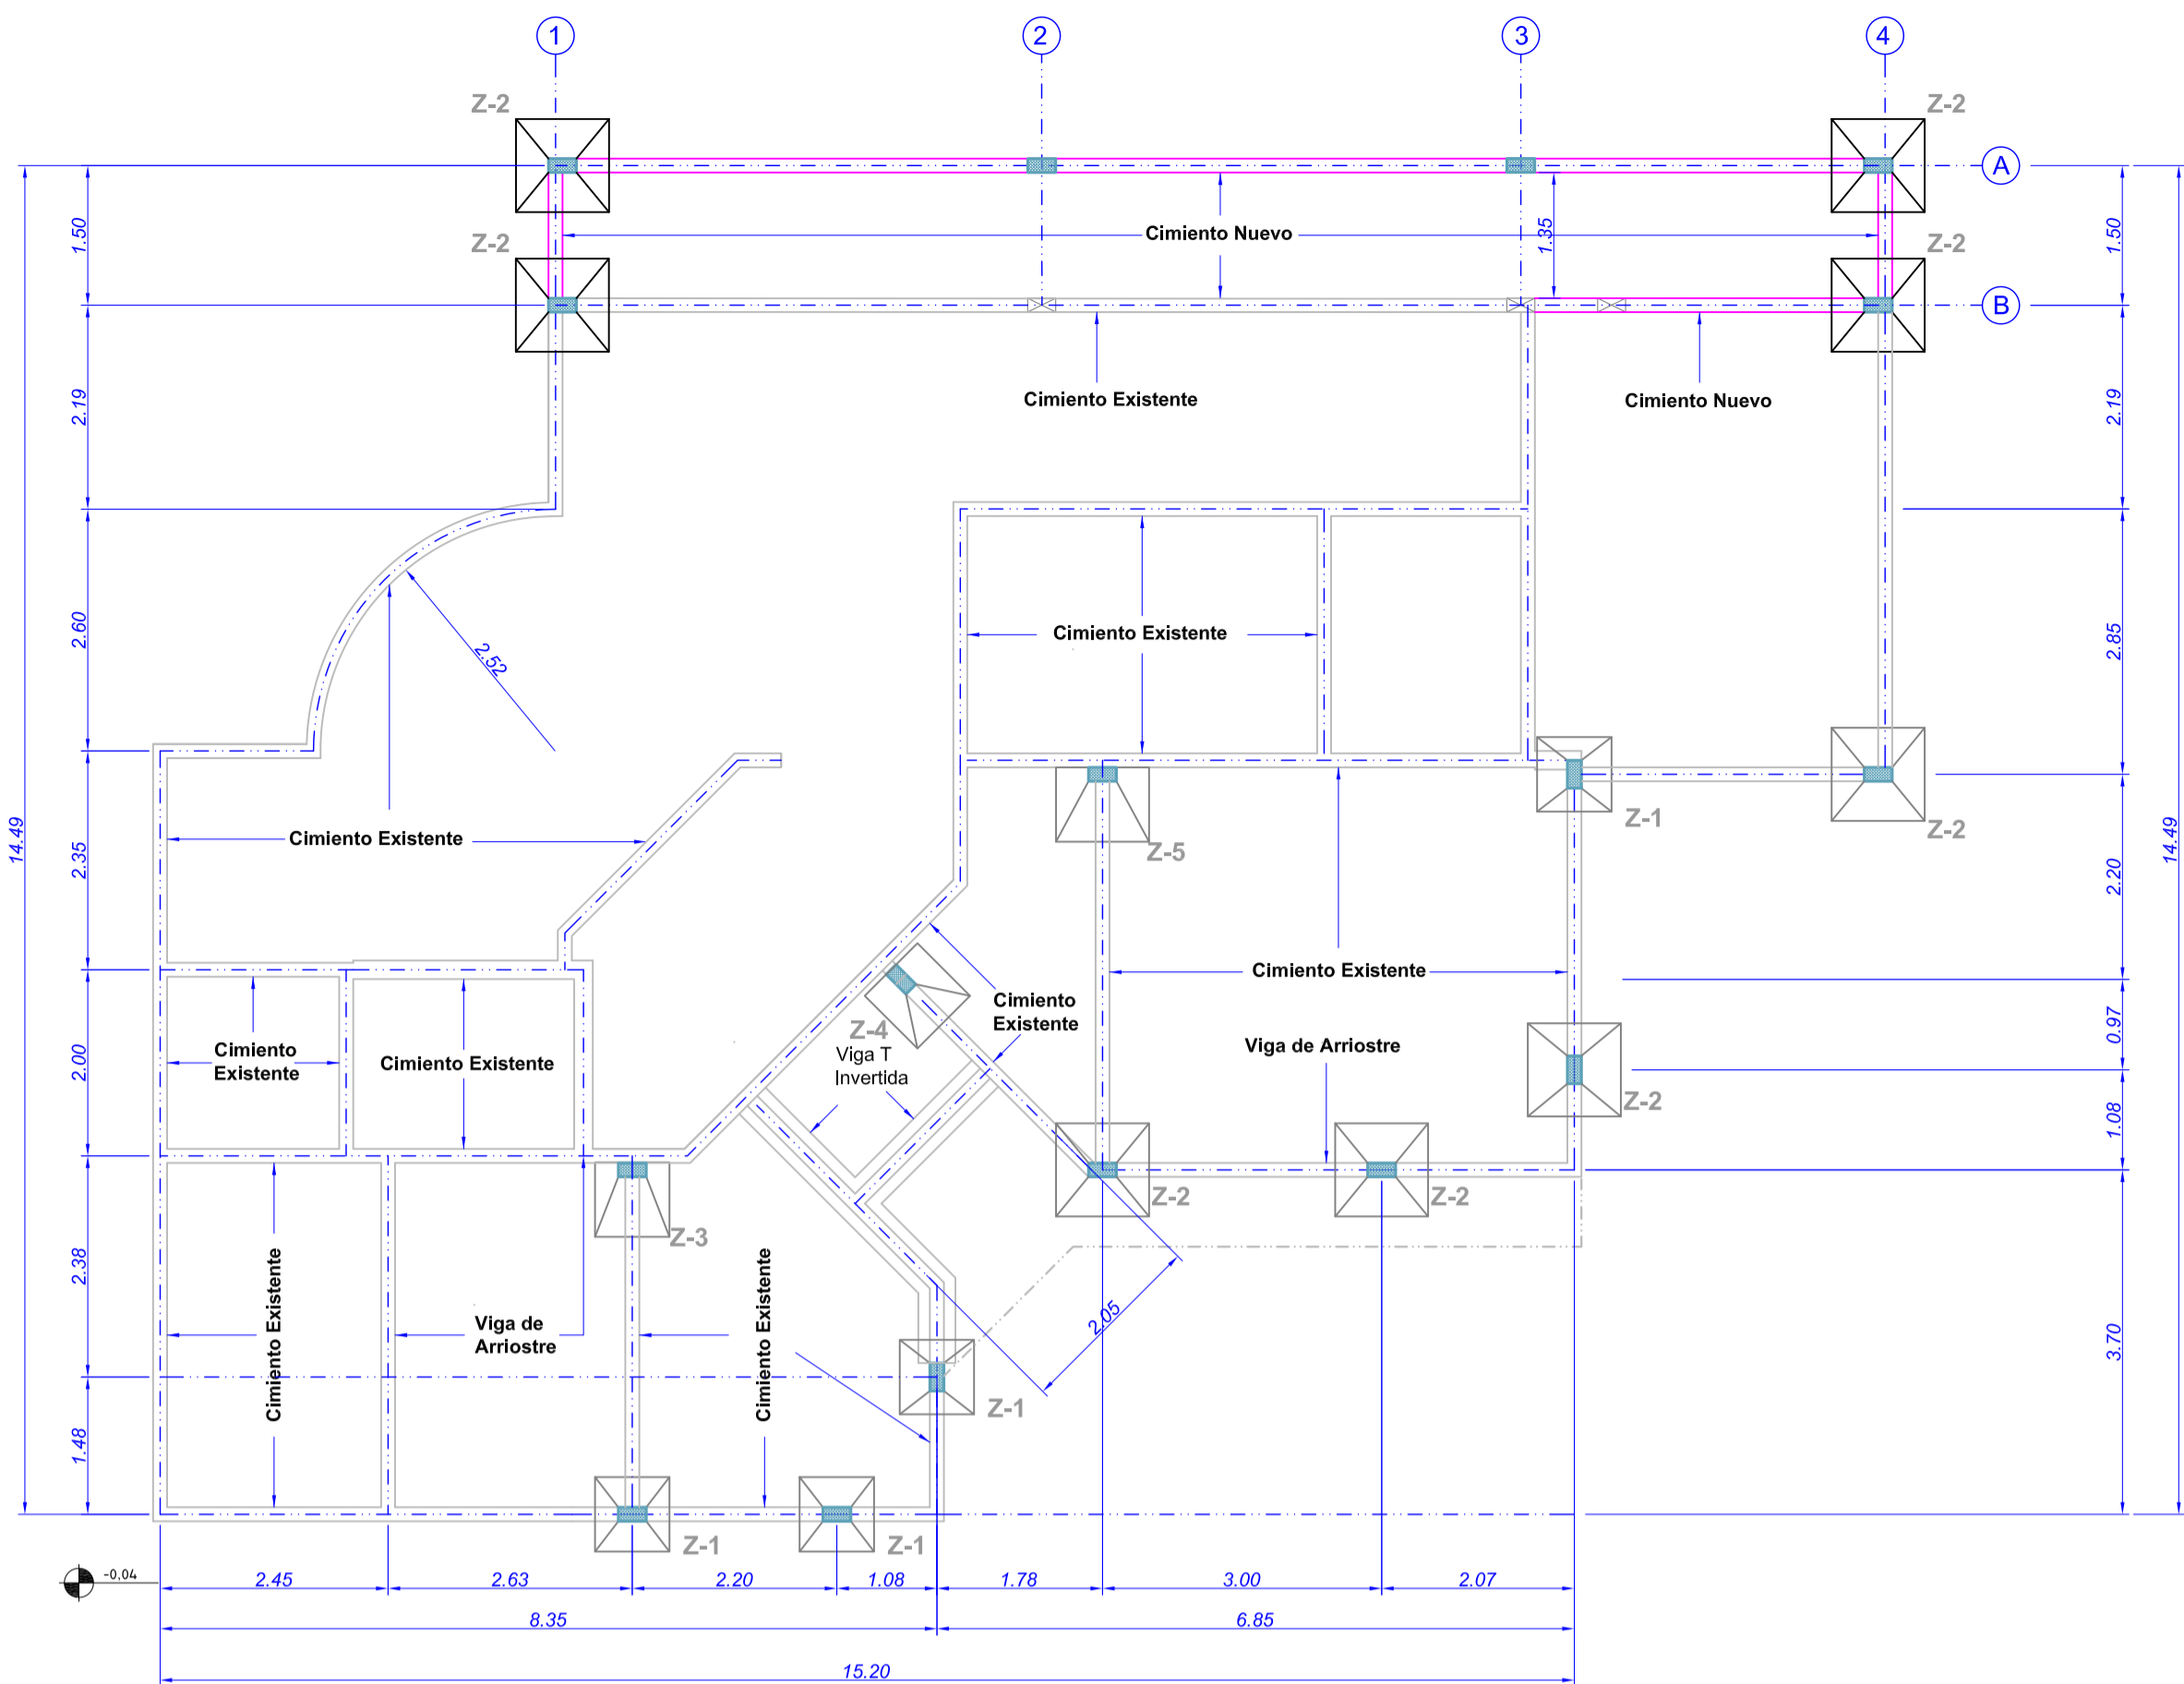 1
2
3
4
Z-2
Z-2
A
Z-2
Z-2
B
1.50
Cimiento Nuevo
1.35
1.50
2.19
Cimiento Existente
Cimiento Nuevo
2.19
2.60
2.52
Cimiento Existente
2.85
14.49
2.35
Cimiento Existente
Z-5
Z-1
Z-2
2.20
14.49
Cimiento Existente
0.97
Cimiento
Existente
Z-4
Viga T
Invertida
Viga de Arriostre
2.00
Cimiento
Existente
Cimiento Existente
Z-2
1.08
Z-2
Z-2
Z-3
2.38
Cimiento Existente
Viga de
Arriostre
Cimiento Existente
2.05
3.70
Z-1
1.48
Z-1
Z-1
-0,04
2.45
2.63
2.20
1.08
1.78
3.00
2.07
8.35
6.85
15.20